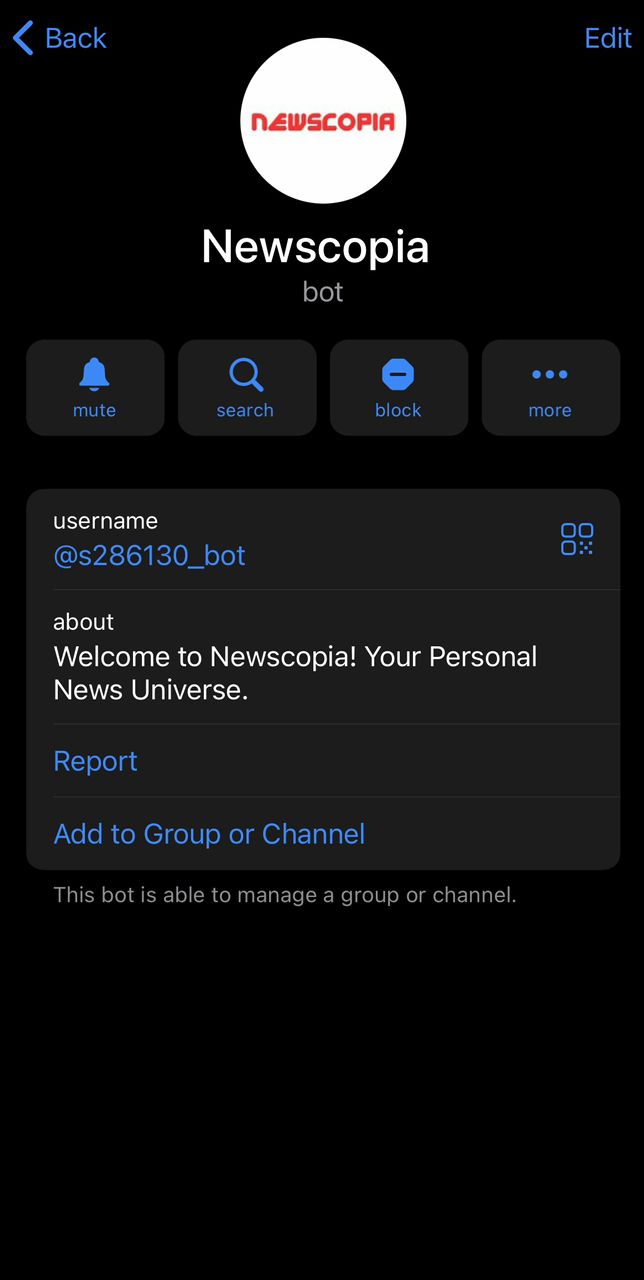 Back
Edit
NEWSCOPIA
Newscopia
bot
mute
search
block
more
username
@s286130_bot
about
Welcome to Newscopia! Your Personal
News Universe.
Report
Add to Group or Channel
This bot is able to manage a group or channel.